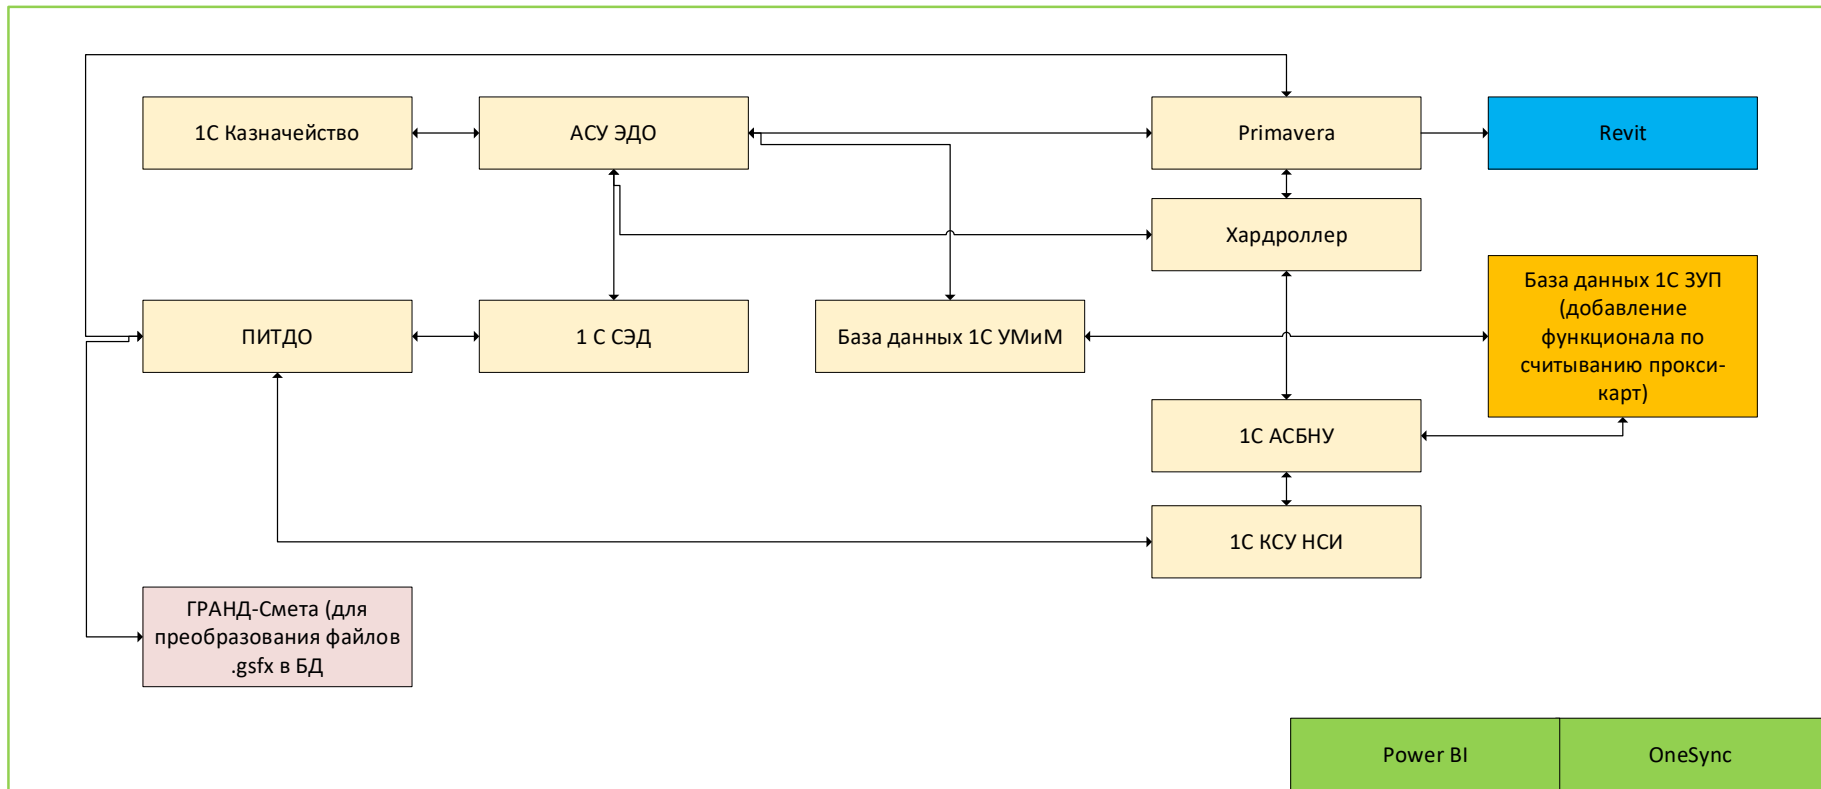 1С Казначейство
АСУ ЭДО
Primavera
Revit
Хардроллер
ПИТДО
1 С СЭД
База данных 1С УМиМ
База данных 1С ЗУП
(добавление
функционала по
считыванию прокси-
карт)
1С АСБНУ
1С КСУ НСИ
ГРАНД-Смета (для
преобразования файлов
.gsfx в БД
Power BI
OneSync